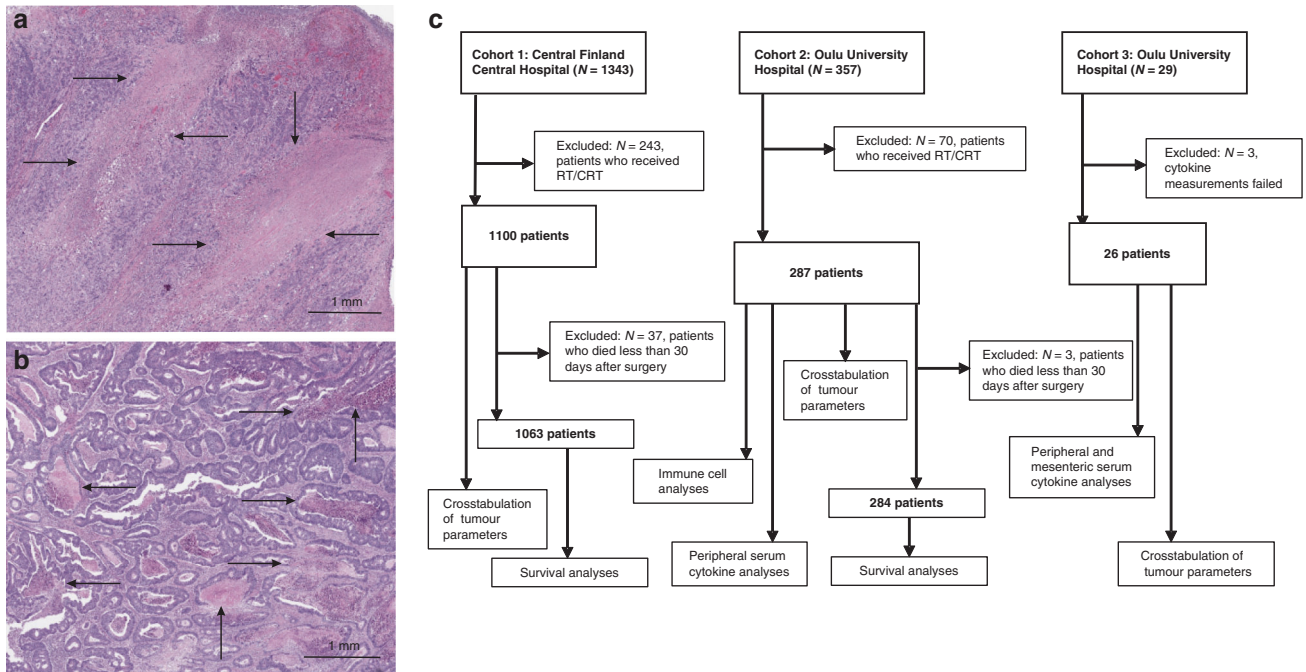 a
1 mm
b
1 mm
c
Cohort 1: Central Finland
Central Hospital (N = 1343)
Excluded: N = 243,
patients who received
RT/CRT
1100 patients
Excluded: N = 37, patients
who died less than 30
days after surgery
1063 patients
Crosstabulation
of tumour
parameters
Survival analyses
Cohort 2: Oulu University
Hospital (N = 357)
Excluded: N = 70, patients
who received RT/CRT
287 patients
Crosstabulation
of tumour
parameters
Excluded: N = 3, patients
who died less than 30
days after surgery
Immune cell
analyses
284 patients
Peripheral serum
cytokine analyses
Survival analyses
Cohort 3: Oulu University
Hospital (N = 29)
Excluded: N = 3,
cytokine
measurements failed
26 patients
Peripheral and
mesenteric serum
cytokine analyses
Crosstabulation of
tumour parameters